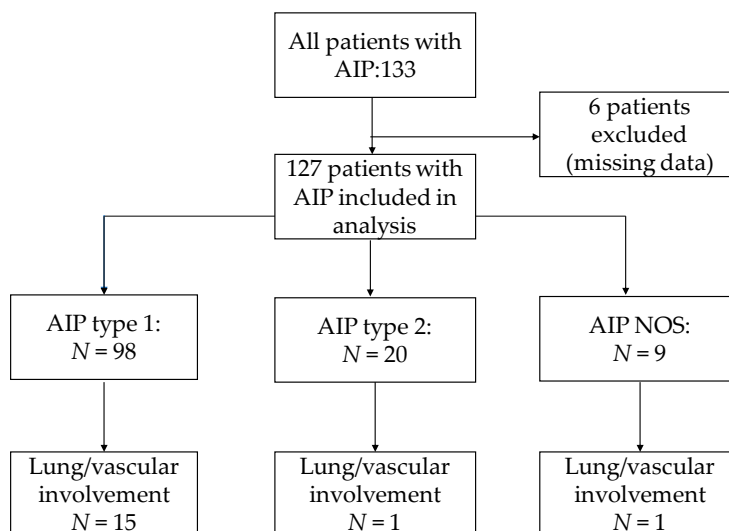 All patients with
AIP:133
6 patients
excluded
(missing data)
127 patients with
AIP included in
analysis
AIP type 1:
N = 98
AIP type 2:
N = 20
AIP NOS:
N = 9
Lung/vascular
involvement
N = 15
Lung/vascular
involvement
N = 1
Lung/vascular
involvement
N = 1